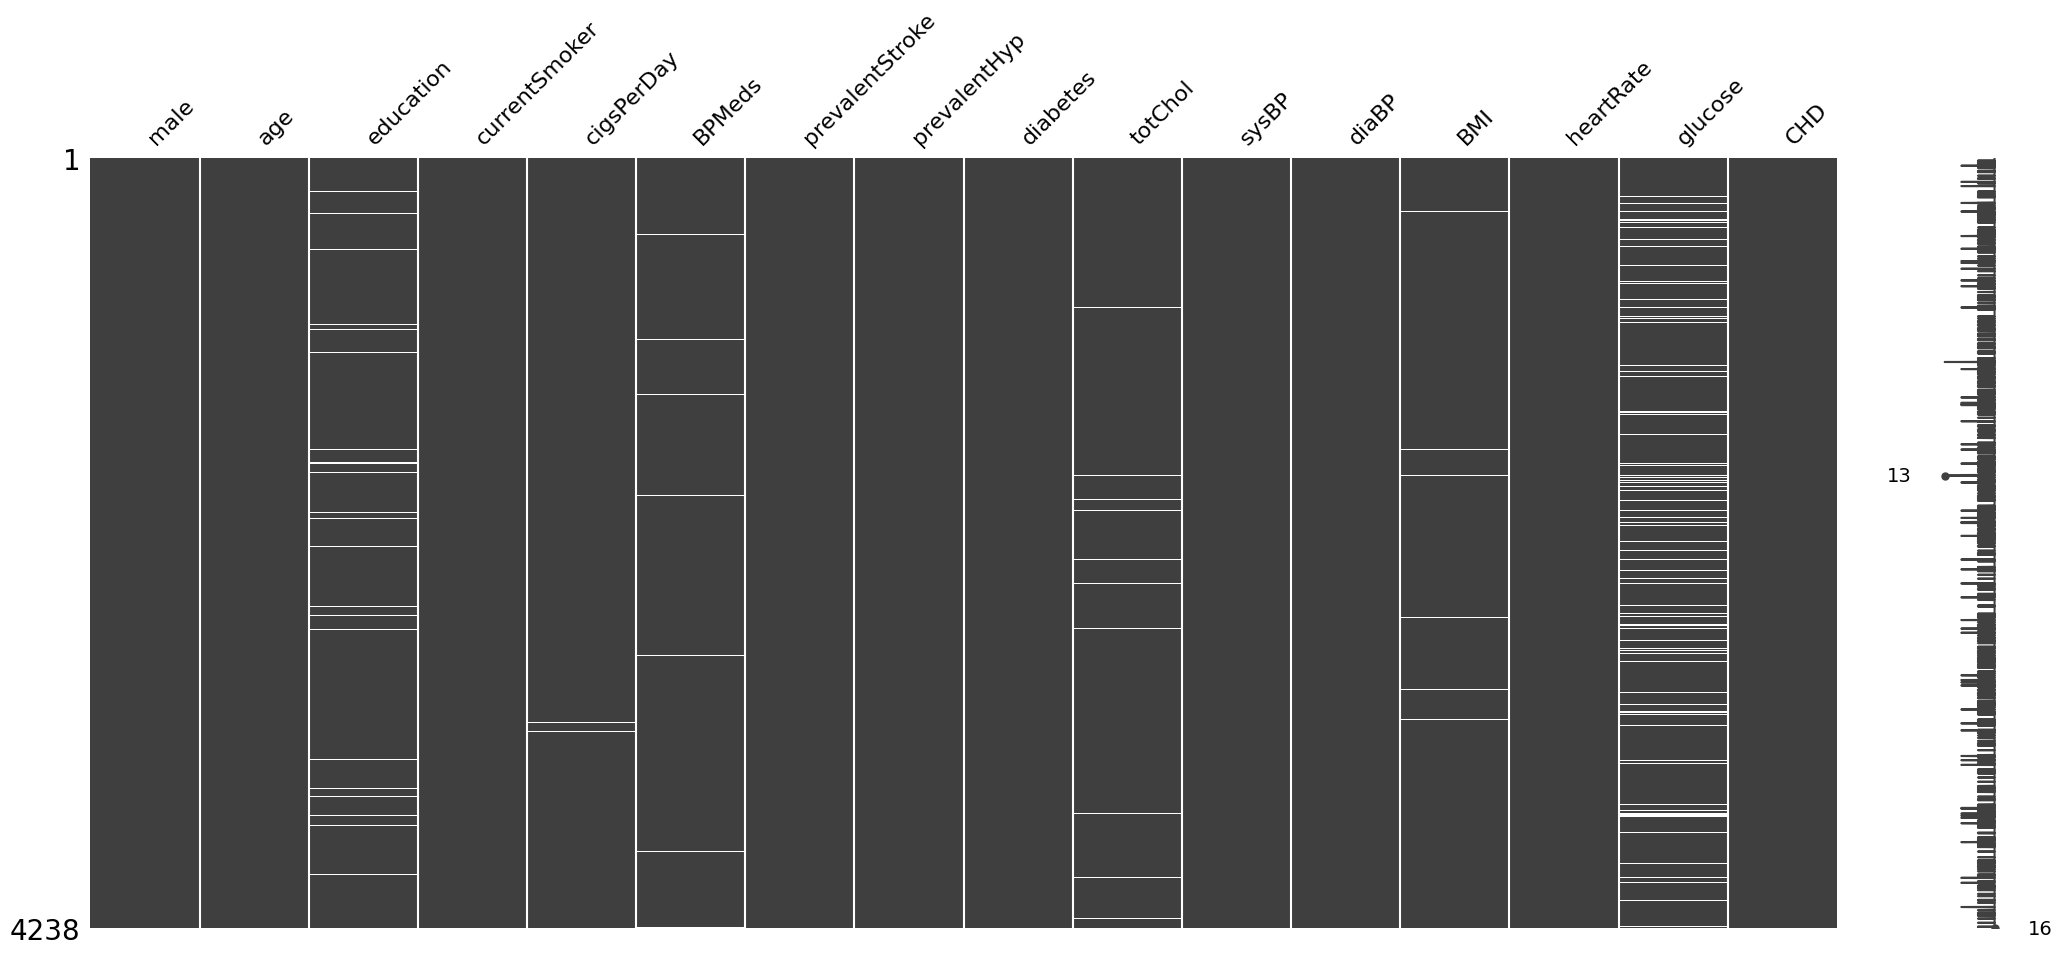 male
age
education
currentSmoker
cigsPerDay
BPMeds
prevalentStroke
prevalentHyp
diabetes
totChol
sysBP
diaBP
BMI
heartRate
glucose
CHD
1
13
4238
16